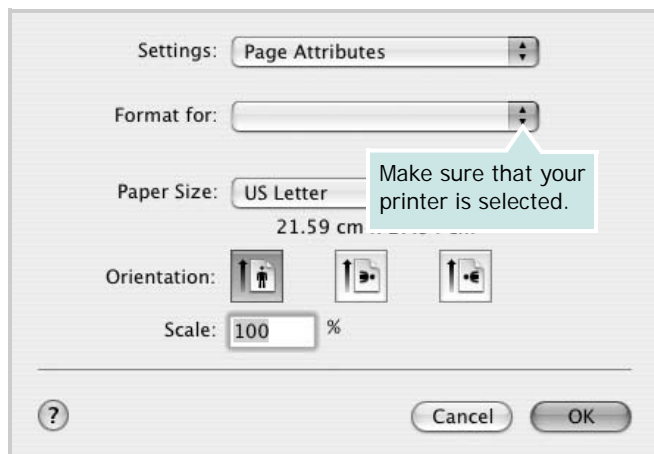 Settings: Page Attributes
Format for:
Make sure that your
printer is selected.
Paper Size: US Letter
21.59 cm
Orientation:
Scale: 100 %
? Cancel OK